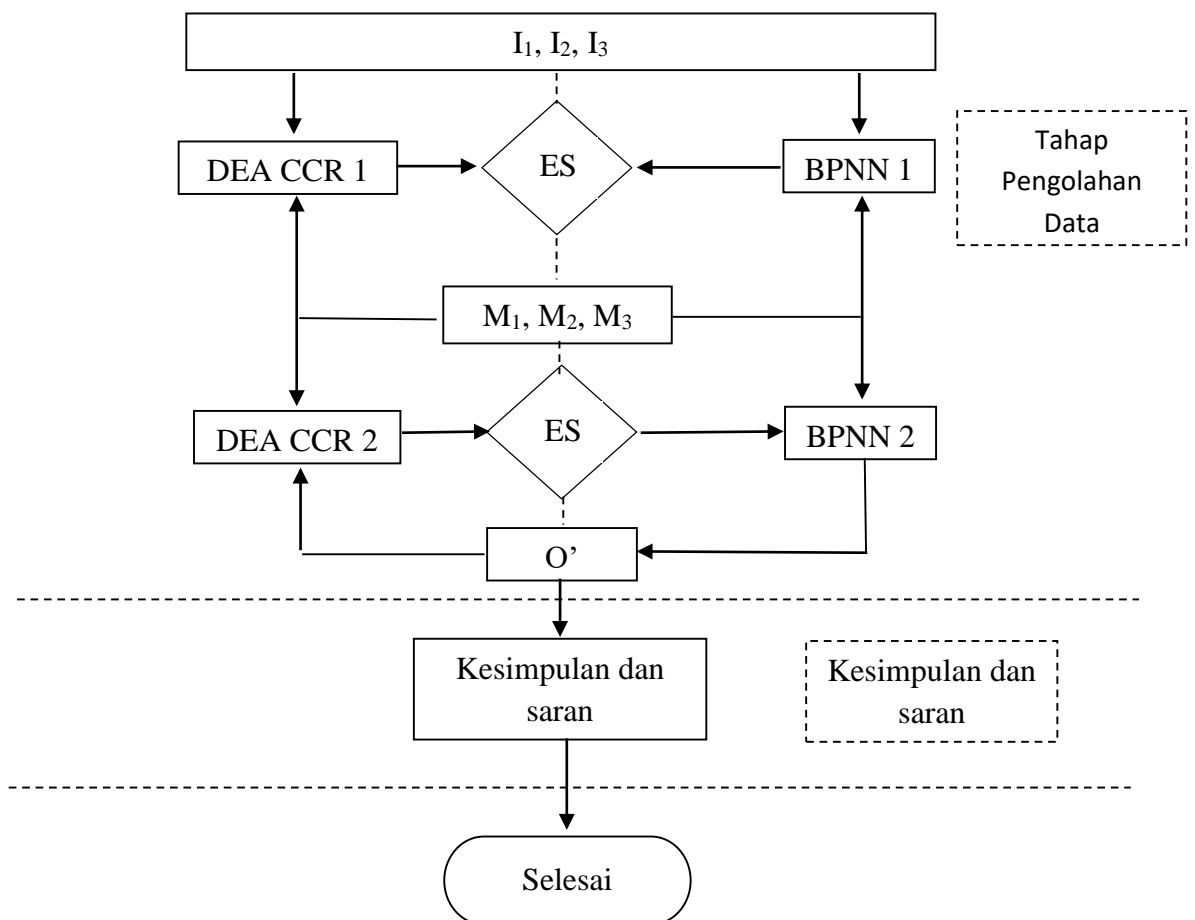 I₁, I₂, I₃
DEA CCR 1
ES
BPNN 1
Tahap
Pengolahan
Data
M₁, M₂, M₃
DEA CCR 2
ES
BPNN 2
O’
Kesimpulan dan
saran
Kesimpulan dan
saran
Selesai